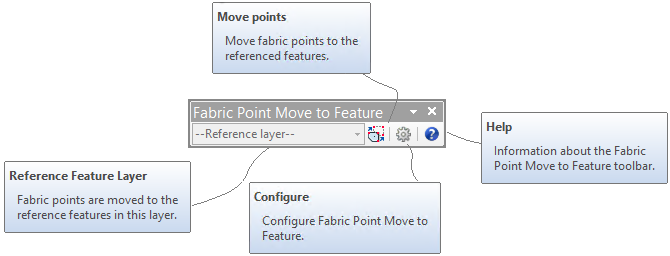 Move points
Move fabric points to the
referenced features.
Fabric Point Move to Feature
--Reference layer--
Help
Information about the Fabric
Point Move to Feature toolbar.
Reference Feature Layer
Fabric points are moved to the
reference features in this layer.
Configure
Configure Fabric Point Move to
Feature.